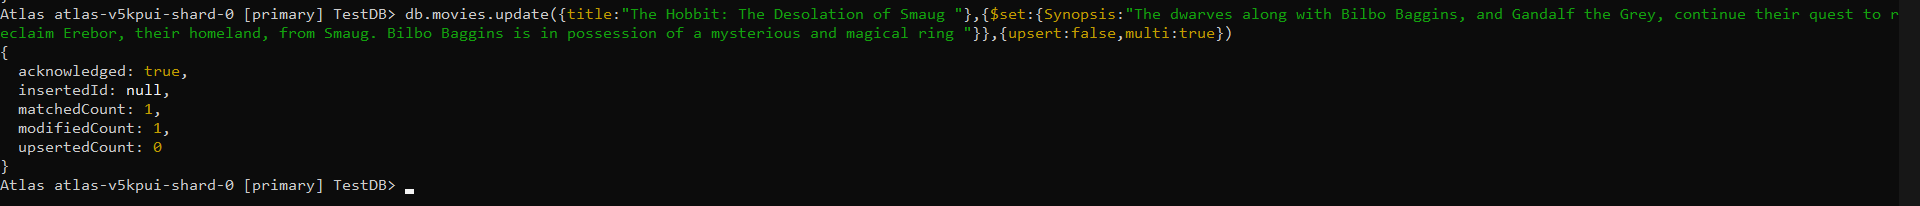 Atlas atlas-v5kpui-shard-0 [primary] TestDB> db.movies.update({title:"The Hobbit: The Desolation of Smaug "},{$set:{Synopsis:"The dwarves along with Bilbo Baggins, and Gandalf the Grey, continue their quest to r
eclaim Erebor, their homeland, from Smaug. Bilbo Baggins is in possession of a mysterious and magical ring "}},{upsert:false,multi:true})
{
  acknowledged: true,
  insertedId: null,
  matchedCount: 1,
  modifiedCount: 1,
  upsertedCount: 0
}
Atlas atlas-v5kpui-shard-0 [primary] TestDB>